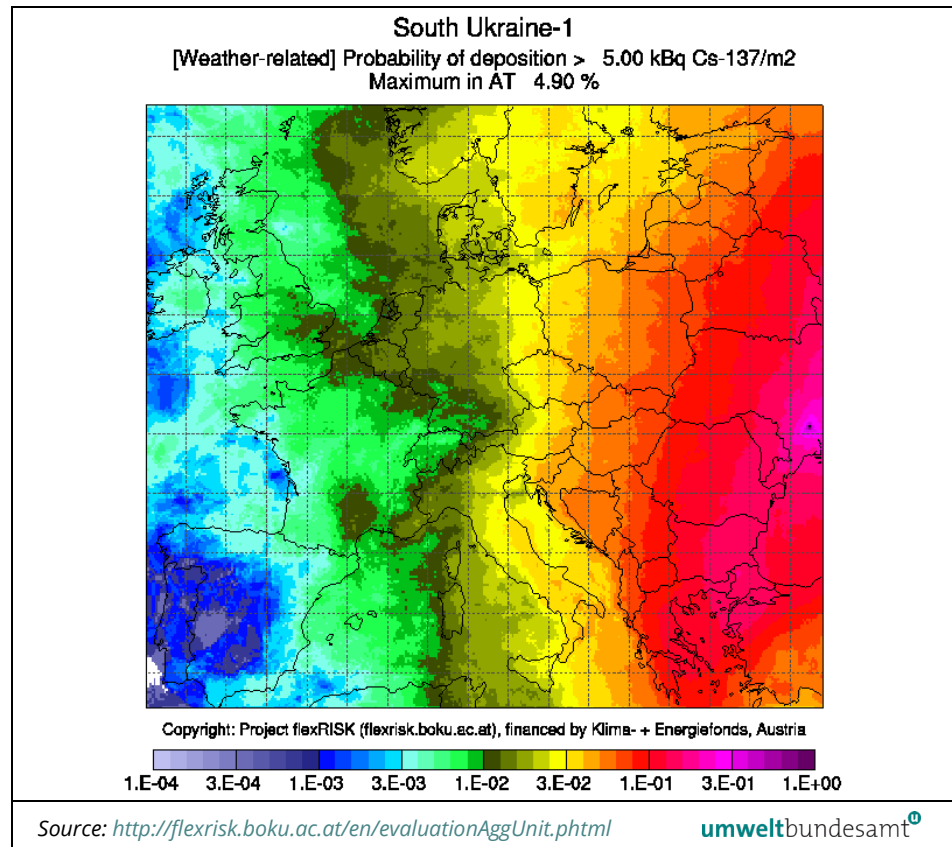 South Ukraine-1
[Weather-related] Probability of deposition > 5.00 kBq Cs-137/m2
Maximum in AT 4.90 %
Copyright: Project flexRISK (flexrisk.boku.ac.at), financed by Klima- + Energiefonds, Austria
1.E-04 3.E-04 1.E-03 3.E-03 1.E-02 3.E-02 1.E-01 3.E-01 1.E+00
Source: http://flexrisk.boku.ac.at/en/evaluationAggUnit.phtml umweltbundesamt